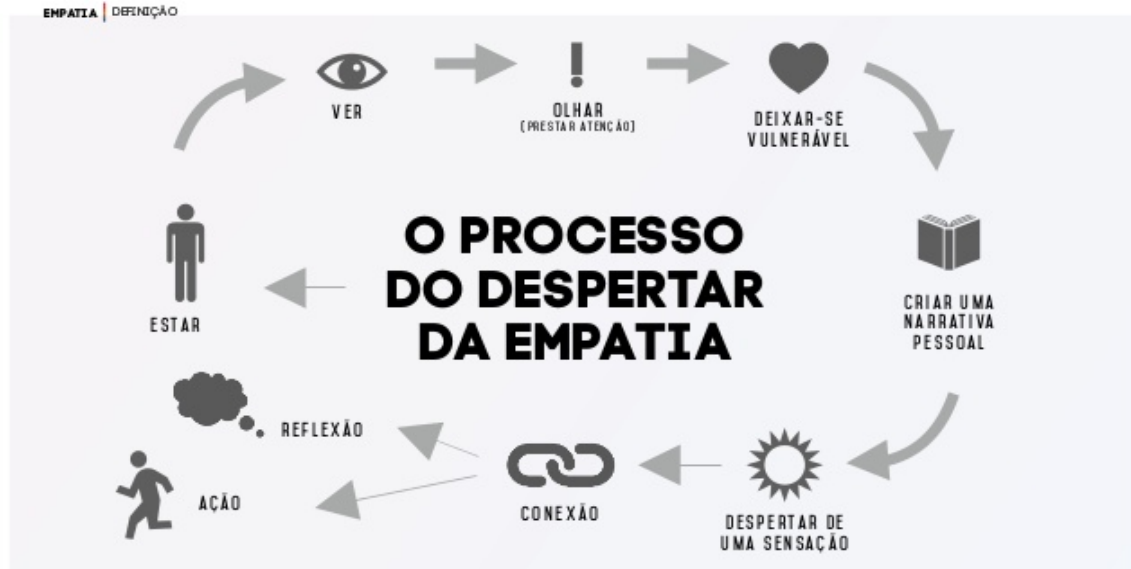 EMPATIA | DEFINIÇÃO
VER
OLHAR
(PRESTAR ATENÇÃO)
DEIXAR-SE
VULNERÁVEL
O PROCESSO
DO DESPERTAR
DA EMPATIA
ESTAR
CRIAR UMA
NARRATIVA
PESSOAL
REFLEXÃO
AÇÃO
CONEXÃO
DESPERTAR DE
UMA SENSAÇÃO